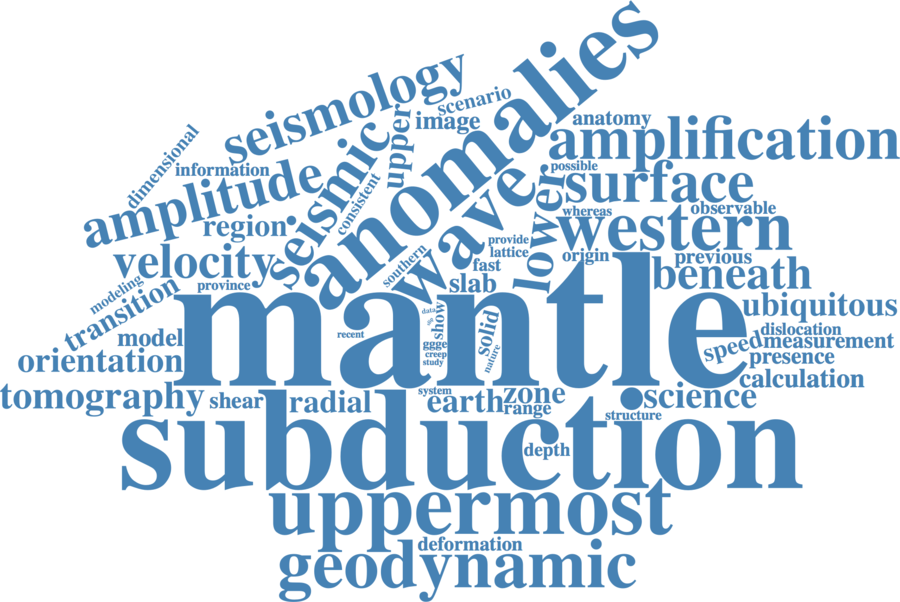 anomalies
seismology
scenario
image
upper
anatomy
amplification
dimensional
information
seismic
possible
amplitude
consistent
wave
lower
surface
region
whereas
observable
western
provide
lattice
origin
previous
velocity
southern
fast
beneath
province
slab
modeling
transition
mantle
ubiquitous
data
go
show
solid
recent
model
dislocation
speed
measurement
ggge
creep
study
nature
orientation
presence
calculation
tomography
shear
radial
system
earth
zone
range
science
structure
subduction
depth
uppermost
deformation
geodynamic